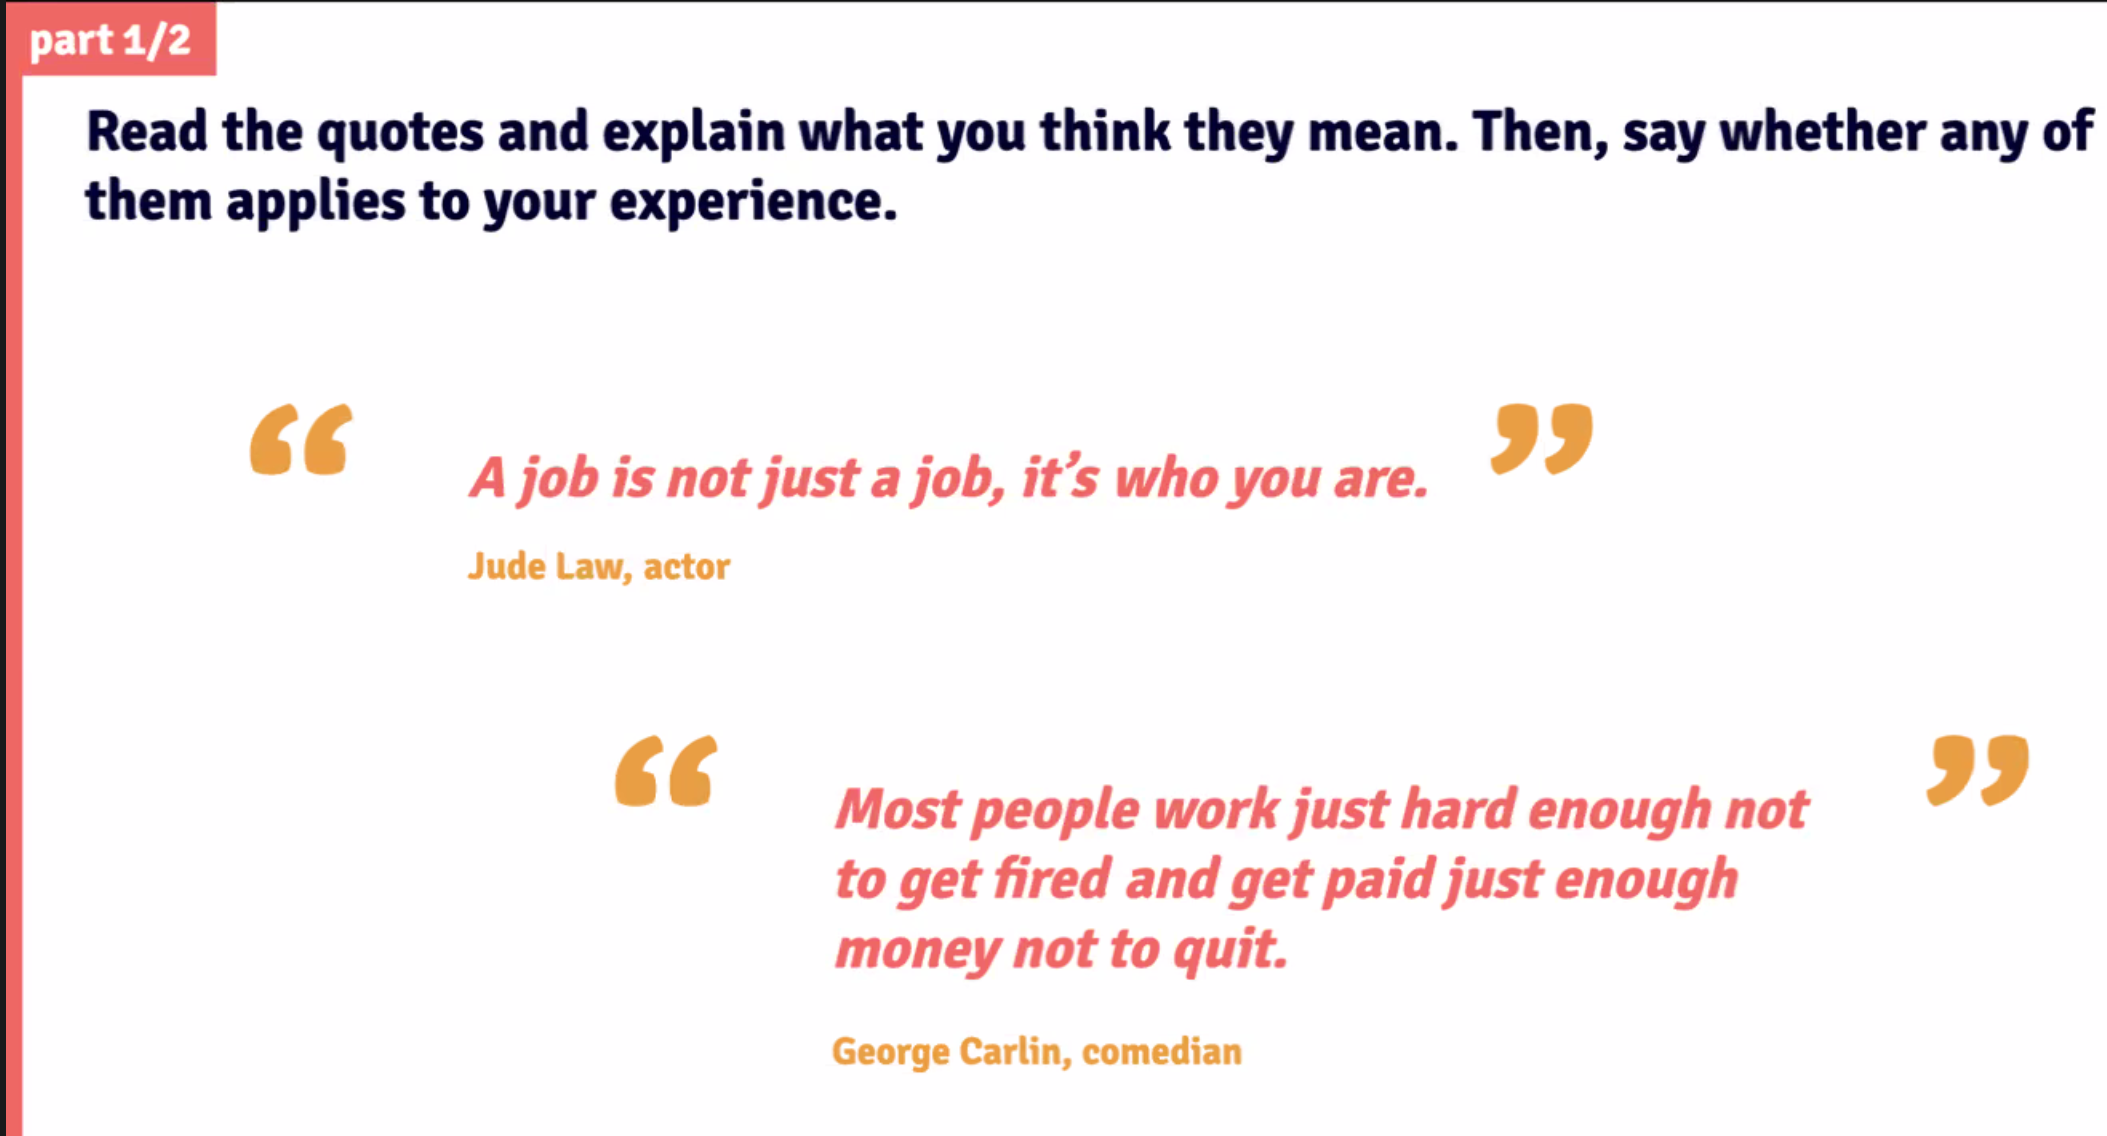 part 1/2
Read the quotes and explain what you think they mean. Then, say whether any of
them applies to your experience.
“ A job is not just a job, it’s who you are. ”
Jude Law, actor
“ Most people work just hard enough not ”
to get fired and get paid just enough
money not to quit.
George Carlin, comedian